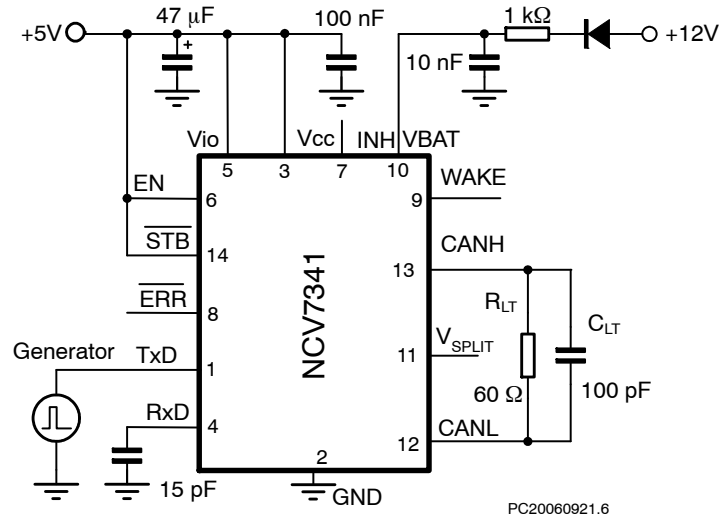 47 μF
100 nF
1 kΩ
+5V
+
10 nF
+12V
Vio
Vcc
INH
VBAT
5
3
7
10
EN
6
9
WAKE
STB
14
13
CANH
ERR
8
NCV7341
RLT
CLT
Generator
TxD
1
11
VSPLIT
60 Ω
100 pF
RxD
4
12
CANL
2
15 pF
GND
PC20060921.6